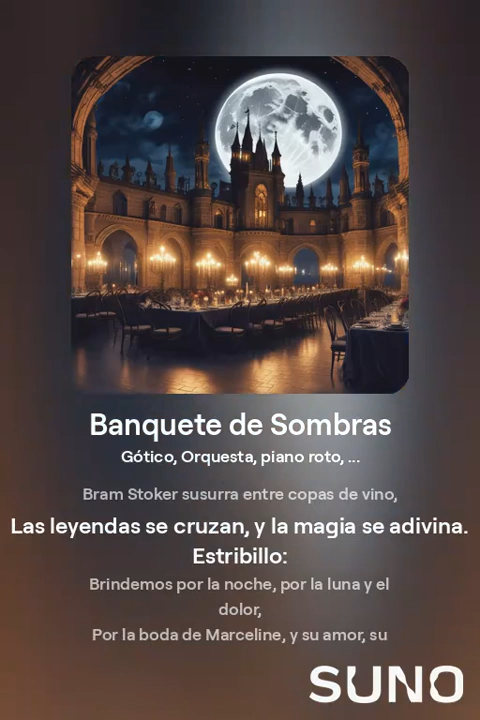 Banquete de Sombras
Gótico, Orquesta, piano roto, ...
Bram Stoker susurra entre copas de vino,
Las leyendas se cruzan, y la magia se adivina.
Estribillo:
Brindemos por la noche, por la luna y el
dolor,
Por la boda de Marceline, y su amor, su
SUNO